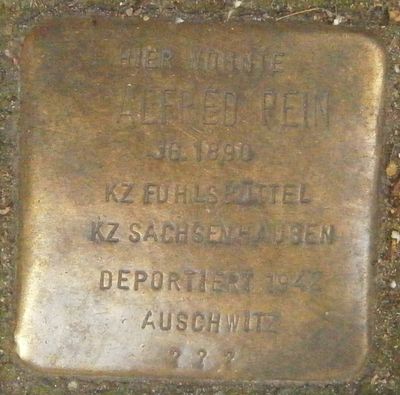 HIER WOHNTE
ALFRED REIN
JG. 1890
KZ FUHLSBÜTTEL
KZ SACHSENHAUSEN
DEPORTIERT 1942
AUSCHWITZ
? ? ?